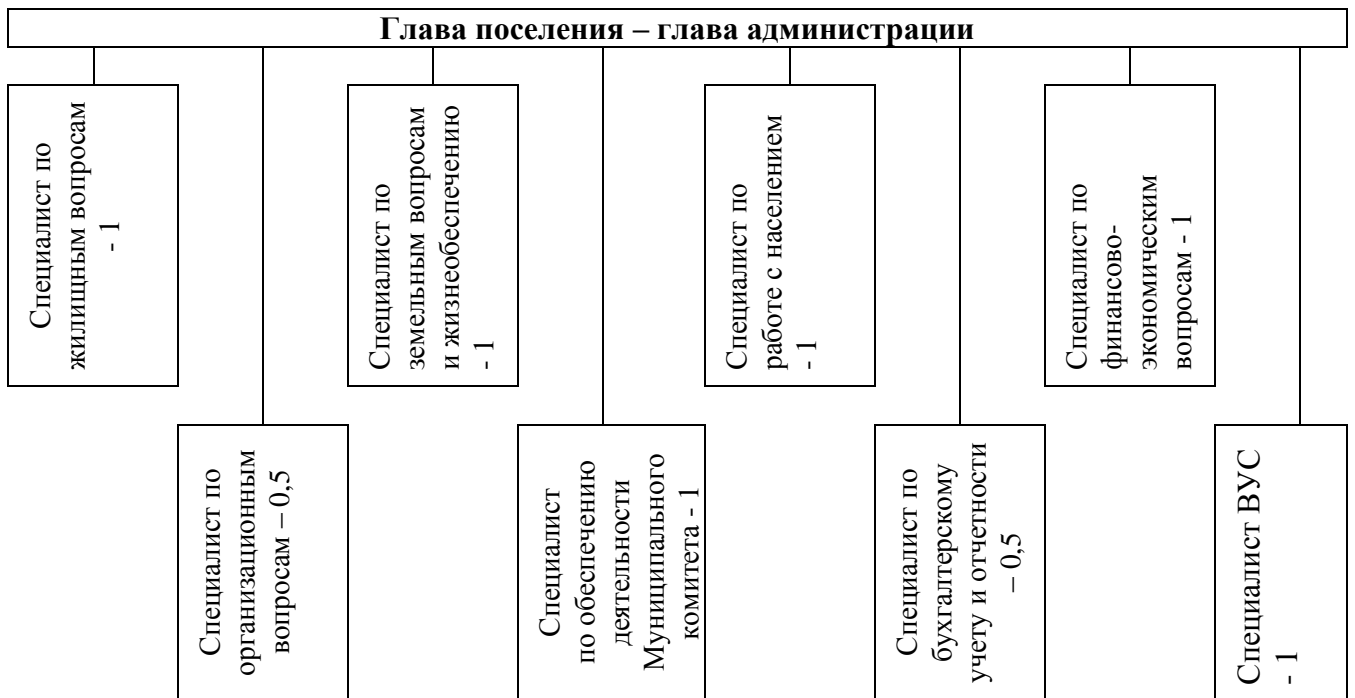 Глава поселения – глава администрации
Специалист по
жилищным вопросам
- 1
Специалист по
земельным вопросам
и жизнеобеспечению
- 1
Специалист по
работе с населением
- 1
Специалист по
финансово-
экономическим
вопросам - 1
Специалист по
организационным
вопросам – 0,5
Специалист
по обеспечению
деятельности
Муниципального
комитета - 1
Специалист по
бухгалтерскому
учету и отчетности
– 0,5
Специалист ВУС
- 1